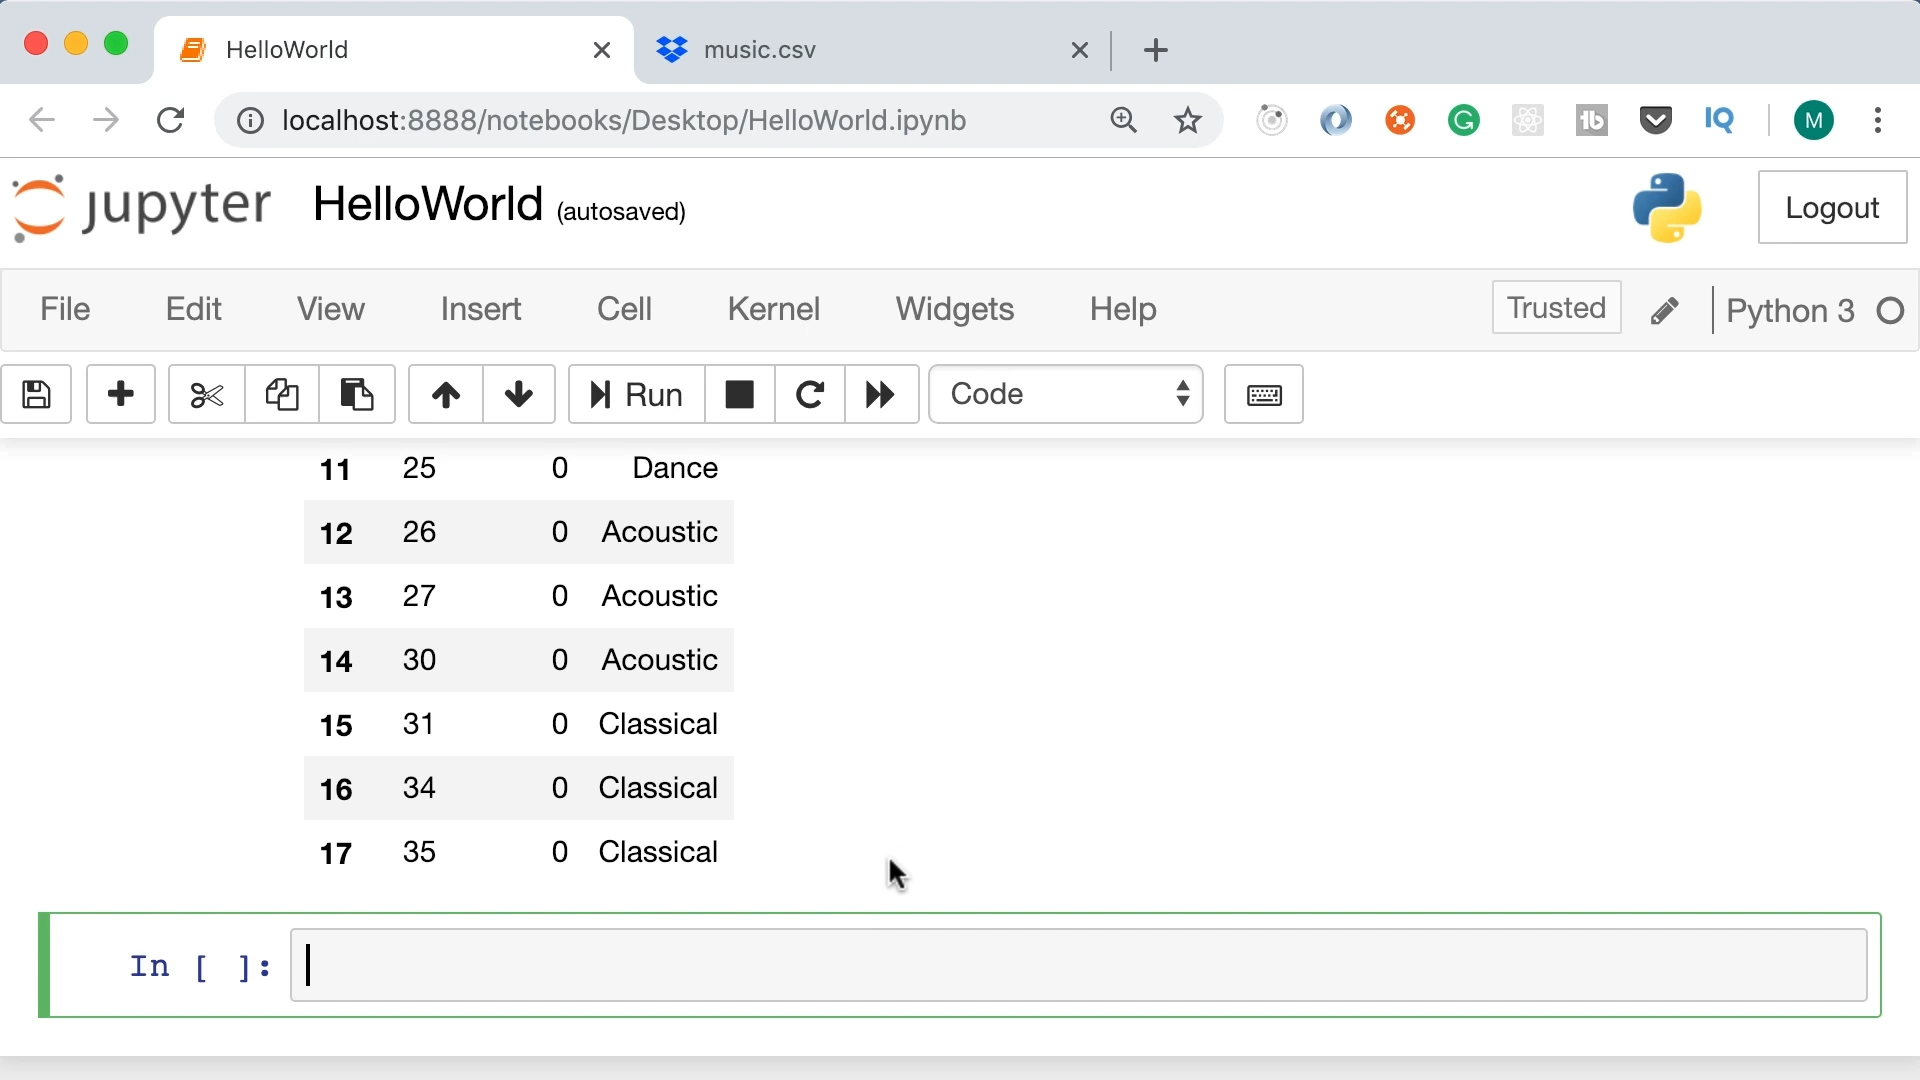 HelloWorld music.csv
localhost:8888/notebooks/Desktop/HelloWorld.ipynb G tb IQ M
jupyter HelloWorld (autosaved) Logout
File Edit View Insert Cell Kernel Widgets Help Trusted Python 3
Run Code
11 25 0 Dance
12 26 0 Acoustic
13 27 0 Acoustic
14 30 0 Acoustic
15 31 0 Classical
16 34 0 Classical
17 35 0 Classical
In [ ]: